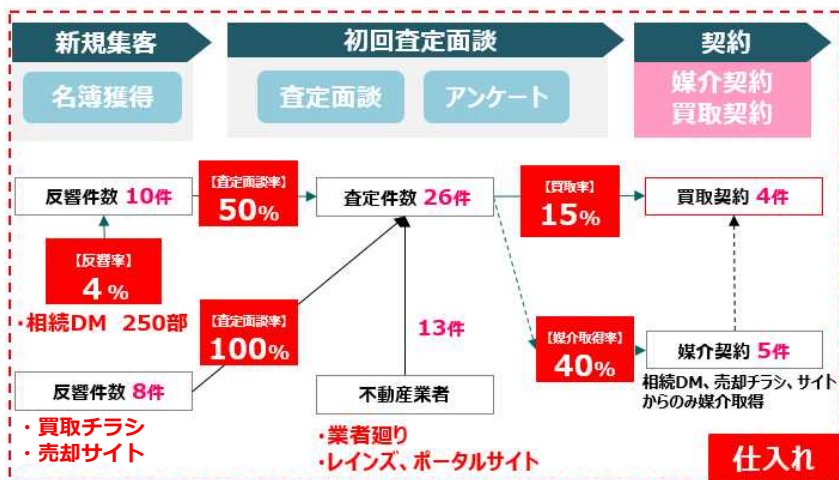 新規集客
初回査定面談
契約
名簿獲得
査定面談
アンケート
媒介契約
買取契約
反響件数 10件
【査定面談率】
50%
査定件数 26件
【買取率】
15%
買取契約 4件
【反響率】
4 %
・相続DM 250部
【査定面談率】
100%
13件
【媒介取得率】
40%
媒介契約 5件
相続DM、売却チラシ、サイト
からのみ媒介取得
反響件数 8件
不動産業者
・買取チラシ
・売却サイト
・業者廻り
・レインズ、ポータルサイト
仕入れ